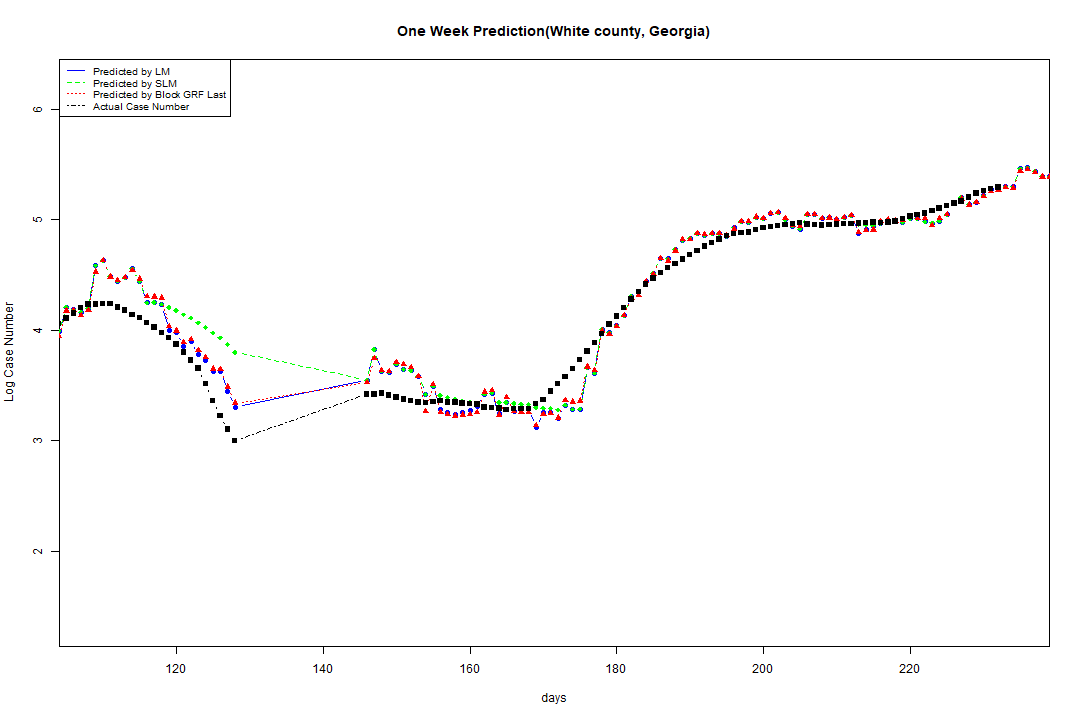 One Week Prediction(White county, Georgia)
Predicted by LM
Predicted by SLM
Predicted by Block GRF Last
Actual Case Number
6
5
4
3
2
Log Case Number
120 140 160 180 200 220
days